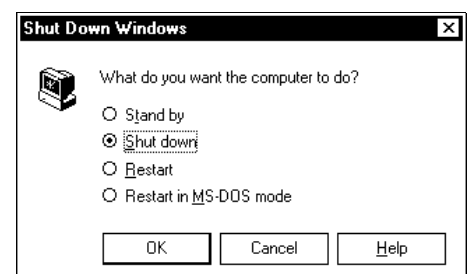 Shut Down Windows
What do you want the computer to do?
Stand by
Shut down
Restart
Restart in MS-DOS mode
OK Cancel Help